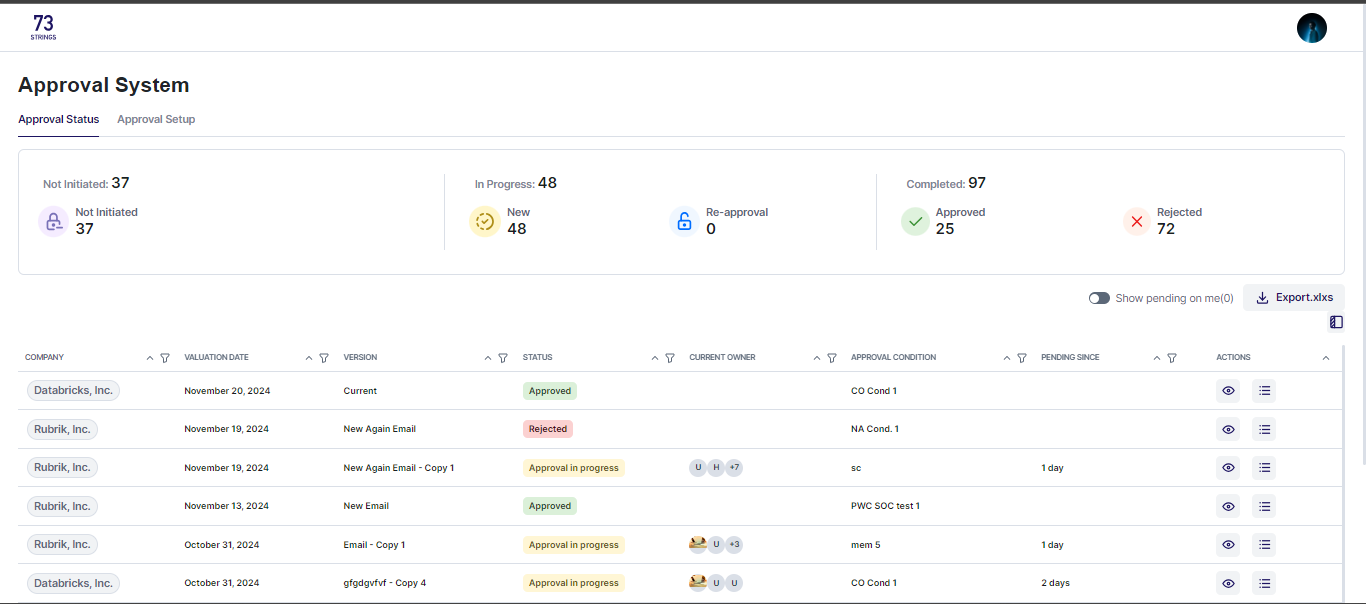 73
STRINGS
Approval System
Approval Status Approval Setup
Not Initiated: 37 In Progress: 48 Completed: 97
Not Initiated New Re-approval Approved Rejected
37 48 0 25 72
Show pending on me(0) Export.xlxs
COMPANY VALUATION DATE VERSION STATUS CURRENT OWNER APPROVAL CONDITION PENDING SINCE ACTIONS
Databricks, Inc. November 20, 2024 Current Approved CO Cond 1
Rubrik, Inc. November 19, 2024 New Again Email Rejected NA Cond. 1
Rubrik, Inc. November 19, 2024 New Again Email - Copy 1 Approval in progress U H +7 sc 1 day
Rubrik, Inc. November 13, 2024 New Email Approved PWC SOC test 1
Rubrik, Inc. October 31, 2024 Email - Copy 1 Approval in progress U +3 mem 5 1 day
Databricks, Inc. October 31, 2024 gfgdgvfvf - Copy 4 Approval in progress U U CO Cond 1 2 days